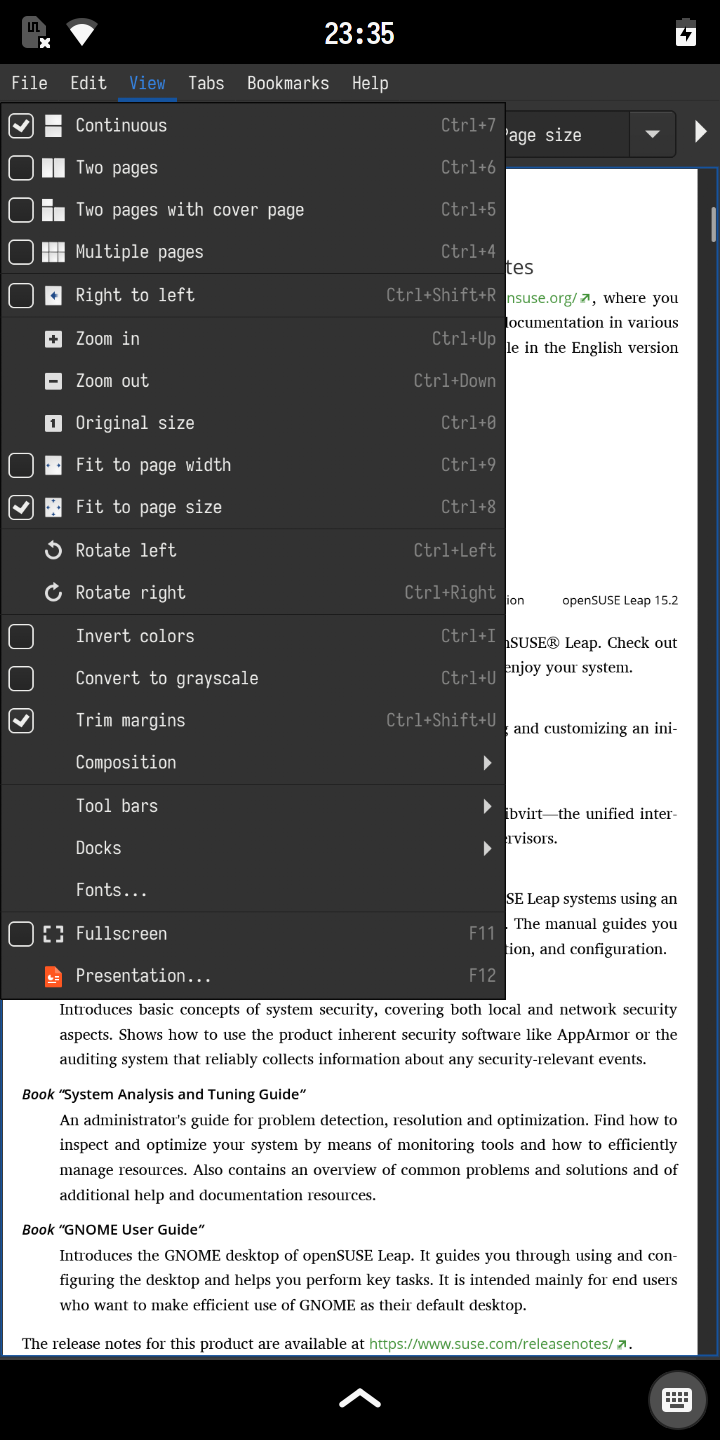 23:35
File Edit View Tabs Bookmarks Help
Page size
Continuous Ctrl+7
Two pages Ctrl+6
Two pages with cover page Ctrl+5
Multiple pages Ctrl+4
Right to left Ctrl+Shift+R
Zoom in Ctrl+Up
Zoom out Ctrl+Down
Original size Ctrl+0
Fit to page width Ctrl+9
Fit to page size Ctrl+8
Rotate left Ctrl+Left
Rotate right Ctrl+Right
Invert colors Ctrl+I
Convert to grayscale Ctrl+U
Trim margins Ctrl+Shift+U
Composition
Tool bars
Docks
Fonts...
Fullscreen F11
Presentation... F12
tes
nsuse.org/, where you
documentation in various
le in the English version
ion openSUSE Leap 15.2
nSUSE® Leap. Check out
enjoy your system.
g and customizing an ini-
ibvirt—the unified inter-
ervisors.
SE Leap systems using an
. The manual guides you
tion, and configuration.
Introduces basic concepts of system security, covering both local and network security
aspects. Shows how to use the product inherent security software like AppArmor or the
auditing system that reliably collects information about any security-relevant events.
Book “System Analysis and Tuning Guide”
An administrator's guide for problem detection, resolution and optimization. Find how to
inspect and optimize your system by means of monitoring tools and how to efficiently
manage resources. Also contains an overview of common problems and solutions and of
additional help and documentation resources.
Book “GNOME User Guide”
Introduces the GNOME desktop of openSUSE Leap. It guides you through using and con-
figuring the desktop and helps you perform key tasks. It is intended mainly for end users
who want to make efficient use of GNOME as their default desktop.
The release notes for this product are available at https://www.suse.com/releasenotes/.